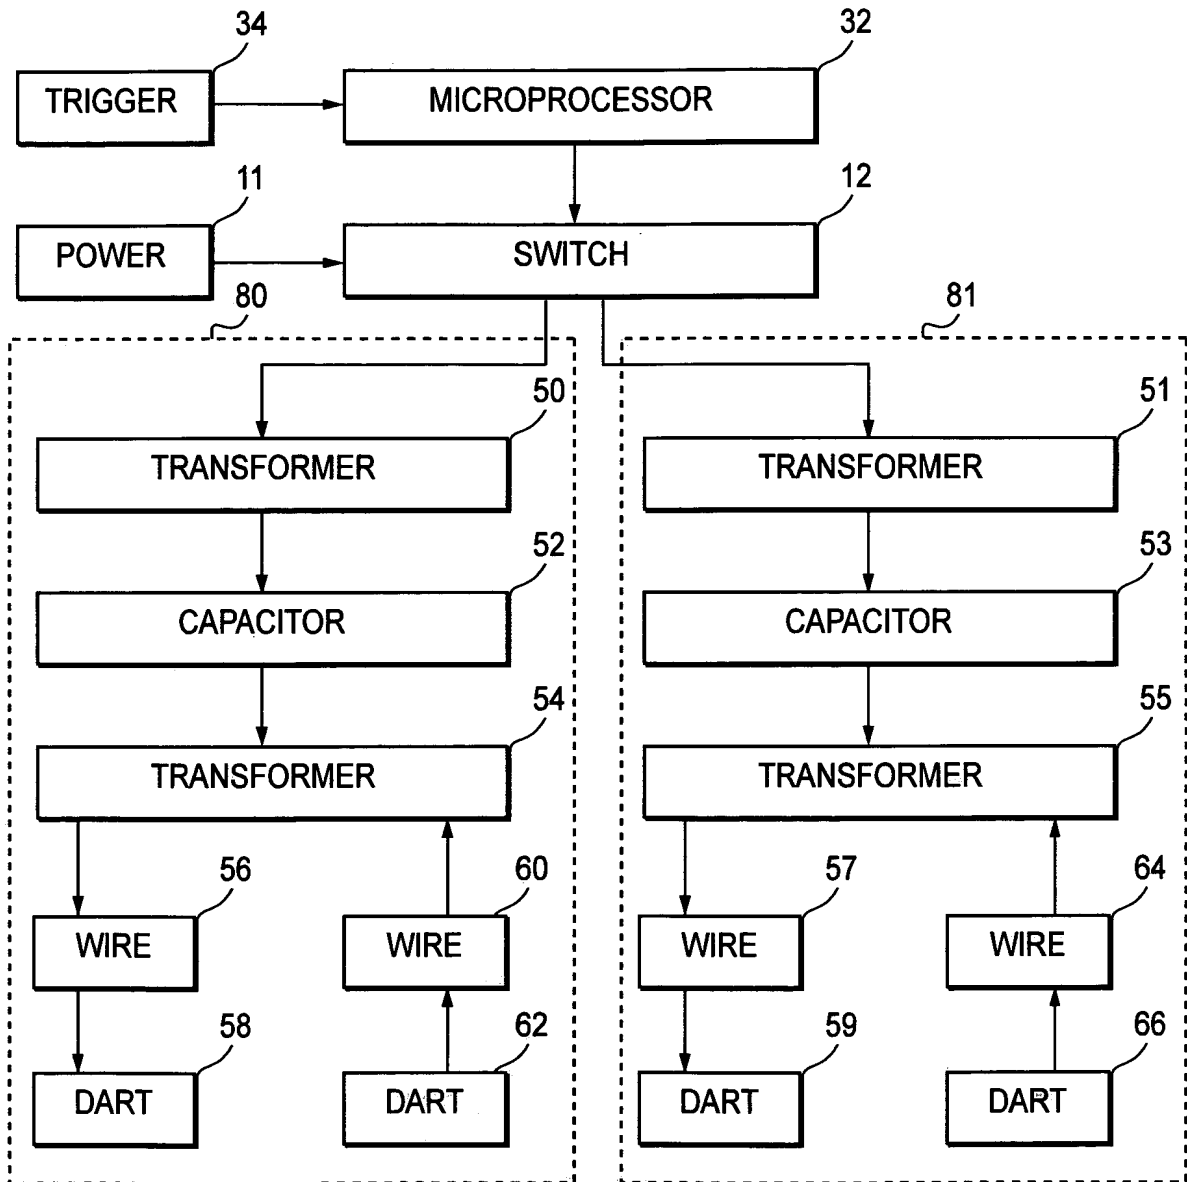 34
32
TRIGGER
MICROPROCESSOR
11
12
POWER
SWITCH
80
81
50
51
TRANSFORMER
TRANSFORMER
52
53
CAPACITOR
CAPACITOR
54
55
TRANSFORMER
TRANSFORMER
56
60
57
64
WIRE
WIRE
WIRE
WIRE
58
62
59
66
DART
DART
DART
DART